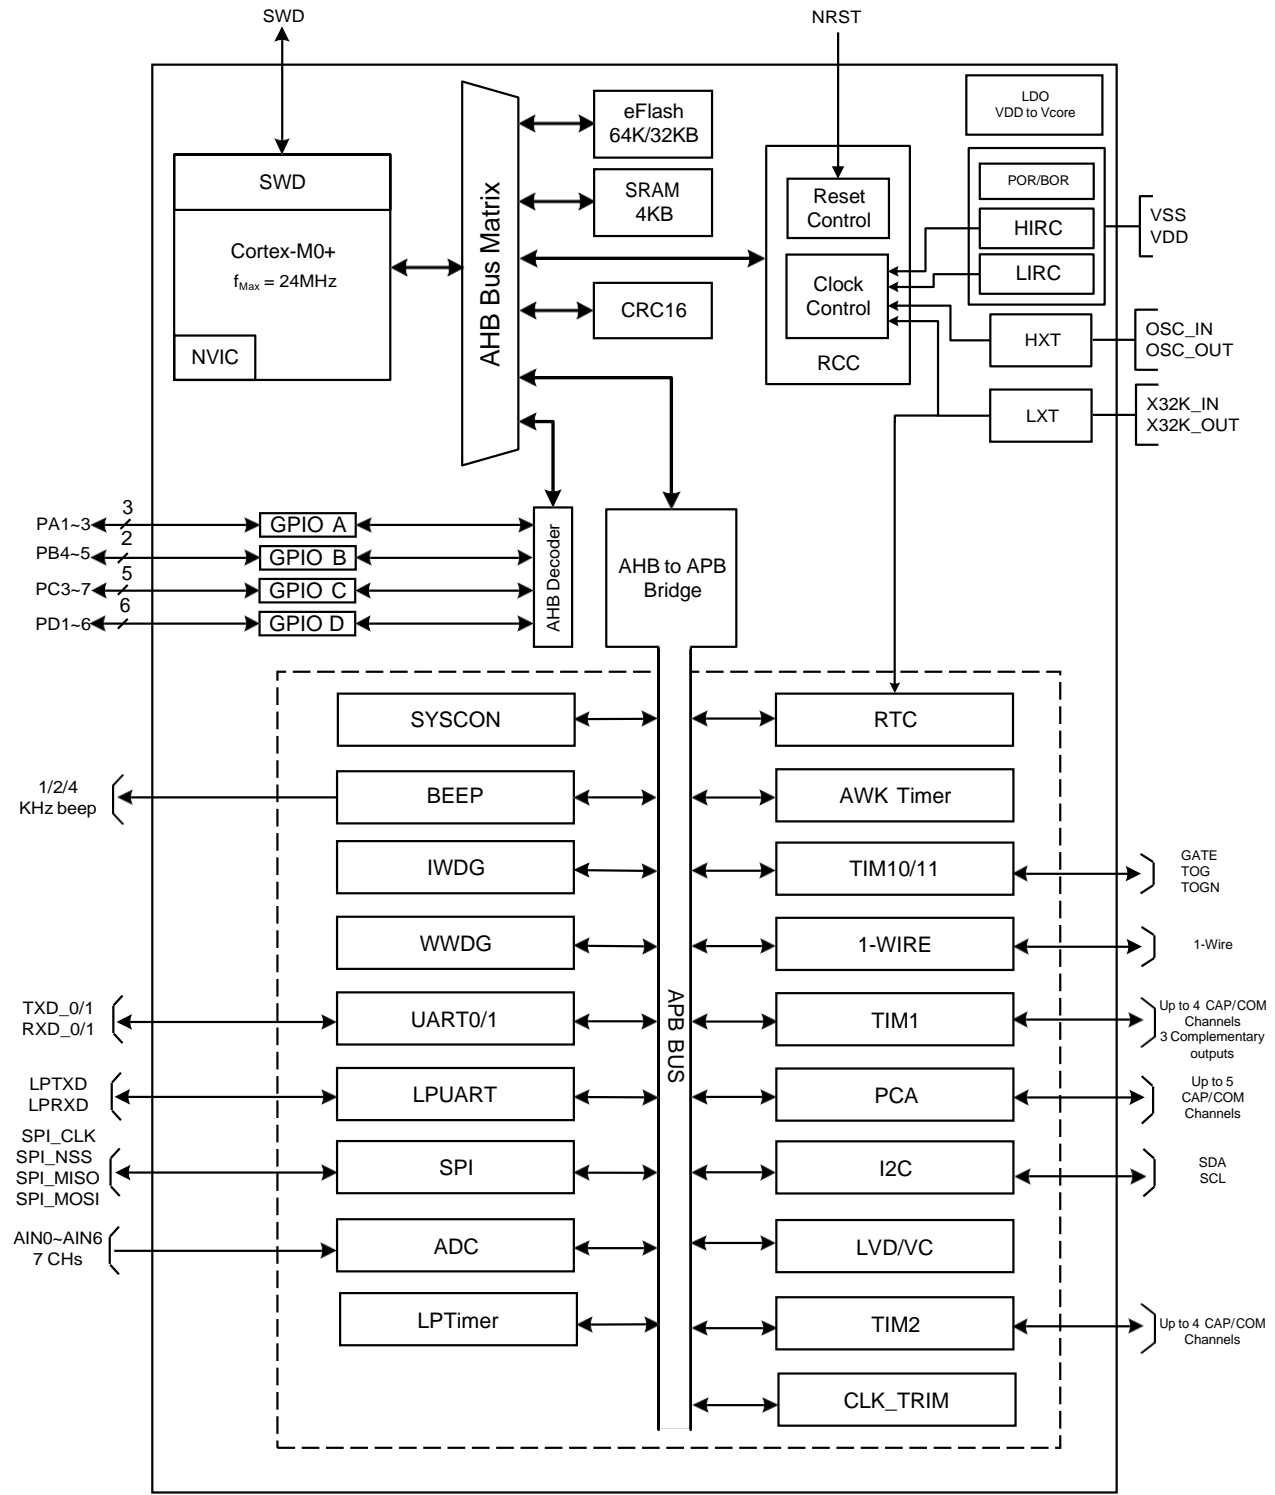 SWD
NRST
LDO
VDD to Vcore
eFlash
64K/32KB
SWD
SRAM
4KB
Reset
Control
POR/BOR
HIRC
LIRC
VSS
VDD
Cortex-M0+
fMax = 24MHz
NVIC
AHB Bus Matrix
CRC16
Clock
Control
RCC
HXT
OSC_IN
OSC_OUT
LXT
X32K_IN
X32K_OUT
PA1~3
3
GPIO A
PB4~5
2
GPIO B
PC3~7
5
GPIO C
PD1~6
6
GPIO D
AHB Decoder
AHB to APB
Bridge
SYSCON
RTC
1/2/4
KHz beep
BEEP
AWK Timer
IWDG
TIM10/11
GATE
TOG
TOGN
WWDG
1-WIRE
1-Wire
APB BUS
TXD_0/1
RXD_0/1
UART0/1
TIM1
Up to 4 CAP/COM
Channels
3 Complementary
outputs
LPTXD
LPRXD
LPUART
PCA
Up to 5
CAP/COM
Channels
SPI_CLK
SPI_NSS
SPI_MISO
SPI_MOSI
SPI
I2C
SDA
SCL
AIN0~AIN6
7 CHs
ADC
LVD/VC
LPTimer
TIM2
Up to 4 CAP/COM
Channels
CLK_TRIM